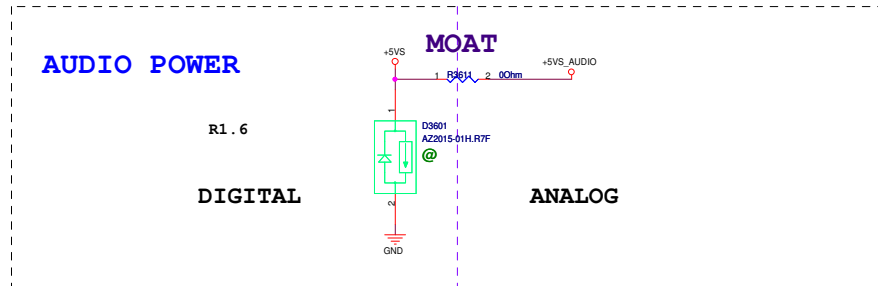 MOAT
+5VS
AUDIO POWER
+5VS_AUDIO
1 R3611 2 0Ohm
1
D3601
AZ2015-01H.R7F
@
R1.6
DIGITAL
ANALOG
2
GND